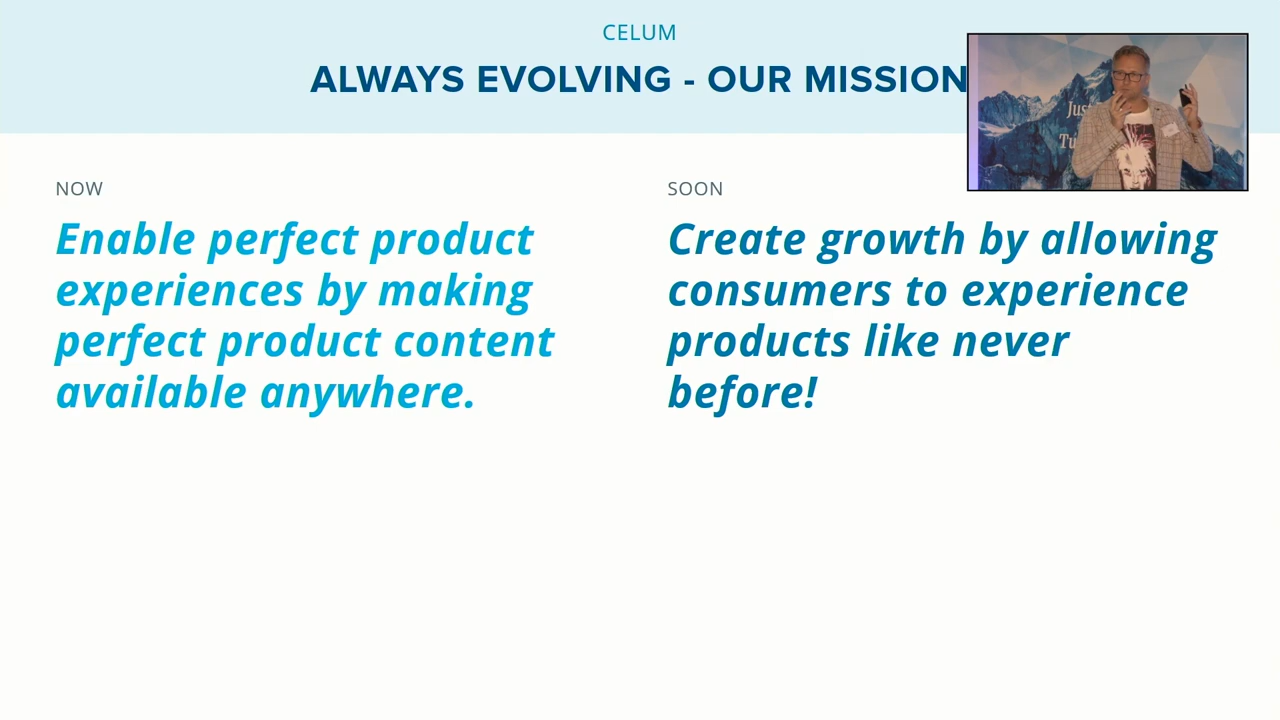 CELUM
ALWAYS EVOLVING - OUR MISSION
NOW
Enable perfect product
experiences by making
perfect product content
available anywhere.
SOON
Create growth by allowing
consumers to experience
products like never
before!